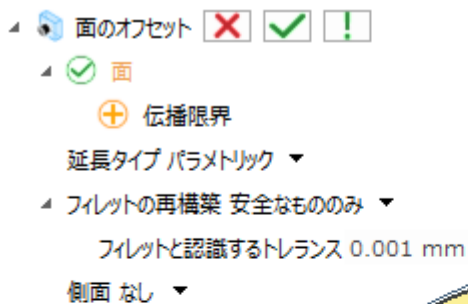 面のオフセット
面
伝播限界
延長タイプ パラメトリック
フィレットの再構築 安全なもののみ
フィレットと認識するトレランス 0.001 mm
側面 なし